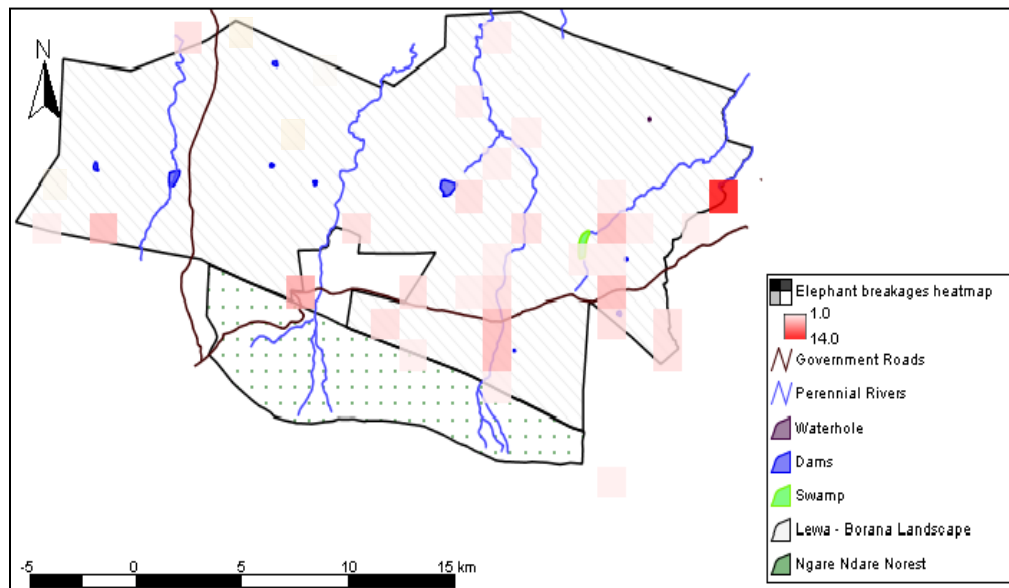 N
Elephant breakages heatmap
1.0
14.0
Government Roads
Perennial Rivers
Waterhole
Dams
Swamp
Lewa - Borana Landscape
Ngare Ndare Norest
-5 0 5 10 15 km